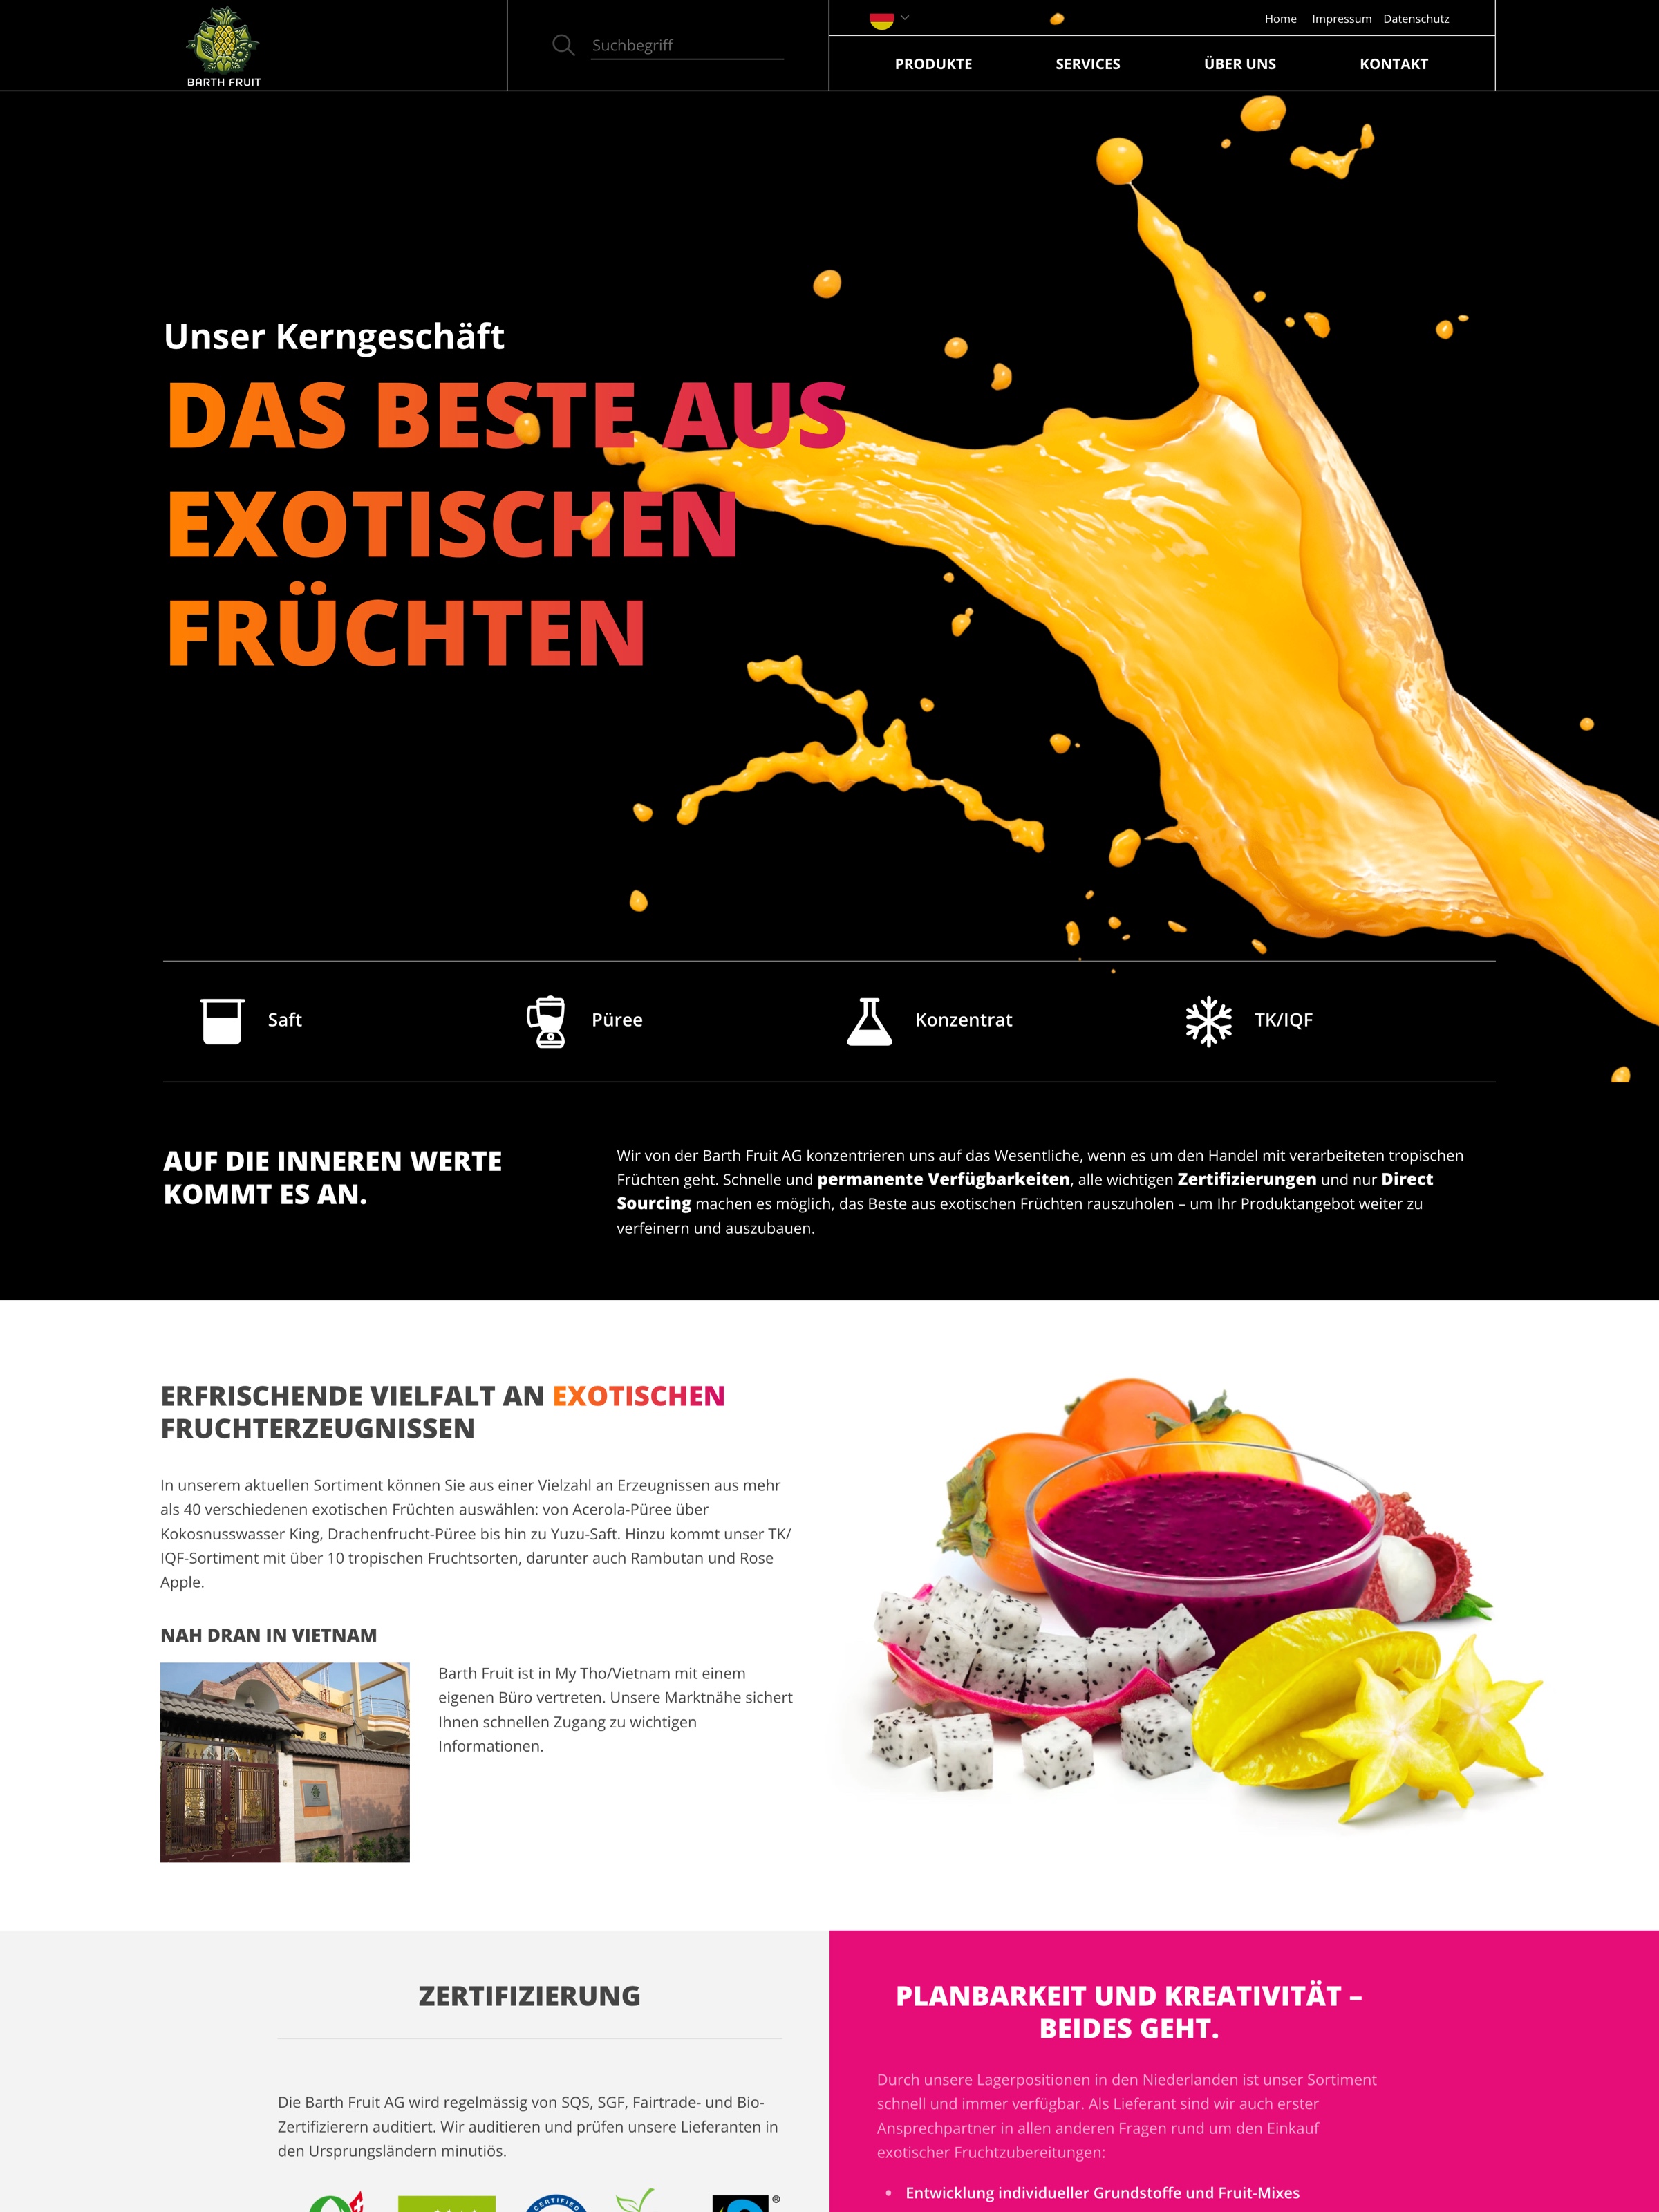 BARTH FRUIT
Suchbegriff
Home Impressum Datenschutz
PRODUKTE SERVICES ÜBER UNS KONTAKT
Unser Kerngeschäft
DAS BESTE AUS
EXOTISCHEN
FRÜCHTEN
Saft Püree Konzentrat TK/IQF
AUF DIE INNEREN WERTE
KOMMT ES AN.
Wir von der Barth Fruit AG konzentrieren uns auf das Wesentliche, wenn es um den Handel mit verarbeiteten tropischen
Früchten geht. Schnelle und permanente Verfügbarkeiten, alle wichtigen Zertifizierungen und nur Direct
Sourcing machen es möglich, das Beste aus exotischen Früchten rauszuholen – um Ihr Produktangebot weiter zu
verfeinern und auszubauen.
ERFRISCHENDE VIELFALT AN EXOTISCHEN
FRUCHTERZEUGNISSEN
In unserem aktuellen Sortiment können Sie aus einer Vielzahl an Erzeugnissen aus mehr
als 40 verschiedenen exotischen Früchten auswählen: von Acerola-Püree über
Kokosnusswasser King, Drachenfrucht-Püree bis hin zu Yuzu-Saft. Hinzu kommt unser TK/
IQF-Sortiment mit über 10 tropischen Fruchtsorten, darunter auch Rambutan und Rose
Apple.
NAH DRAN IN VIETNAM
Barth Fruit ist in My Tho/Vietnam mit einem
eigenen Büro vertreten. Unsere Marktnähe sichert
Ihnen schnellen Zugang zu wichtigen
Informationen.
ZERTIFIZIERUNG
Die Barth Fruit AG wird regelmässig von SQS, SGF, Fairtrade- und Bio-
Zertifizierern auditiert. Wir auditieren und prüfen unsere Lieferanten in
den Ursprungsländern minutiös.
CERTIFIED
®
PLANBARKEIT UND KREATIVITÄT –
BEIDES GEHT.
Durch unsere Lagerpositionen in den Niederlanden ist unser Sortiment
schnell und immer verfügbar. Als Lieferant sind wir auch erster
Ansprechpartner in allen anderen Fragen rund um den Einkauf
exotischer Fruchtzubereitungen:
• Entwicklung individueller Grundstoffe und Fruit-Mixes